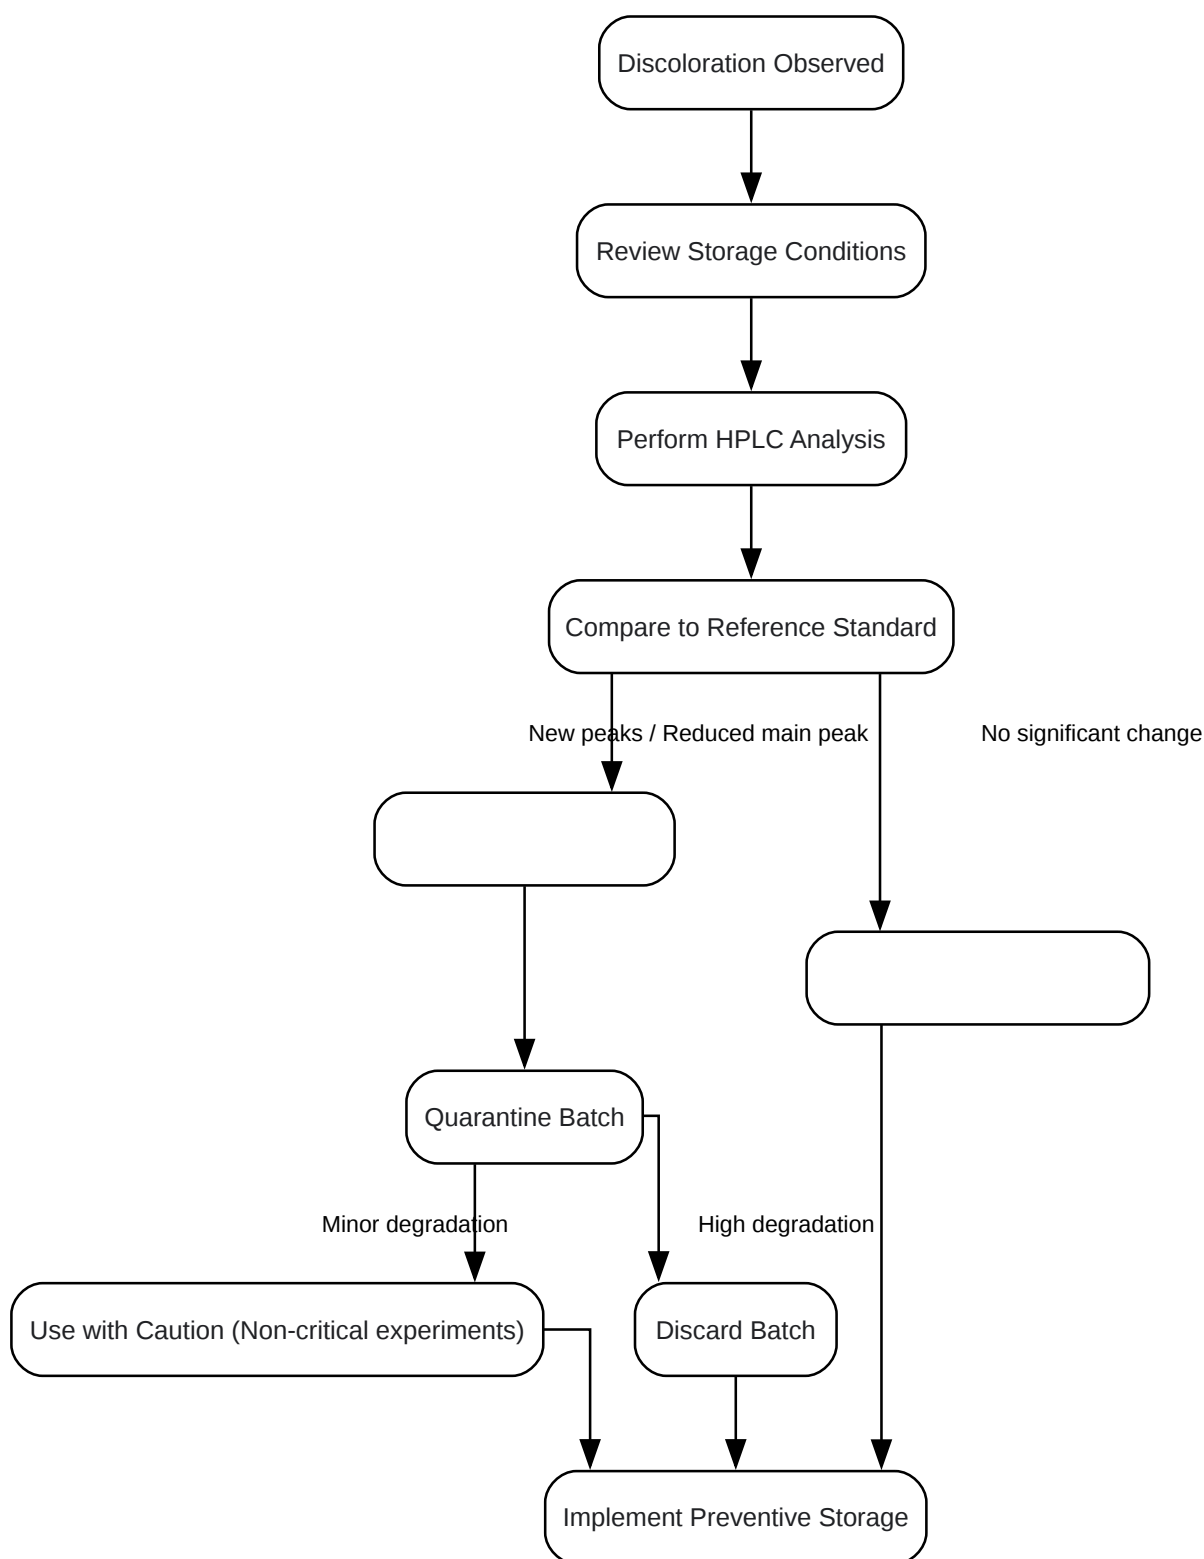 Discoloration Observed
Review Storage Conditions
Perform HPLC Analysis
Compare to Reference Standard
New peaks / Reduced main peak
No significant change
Quarantine Batch
Minor degradation
High degradation
Use with Caution (Non-critical experiments)
Discard Batch
Implement Preventive Storage